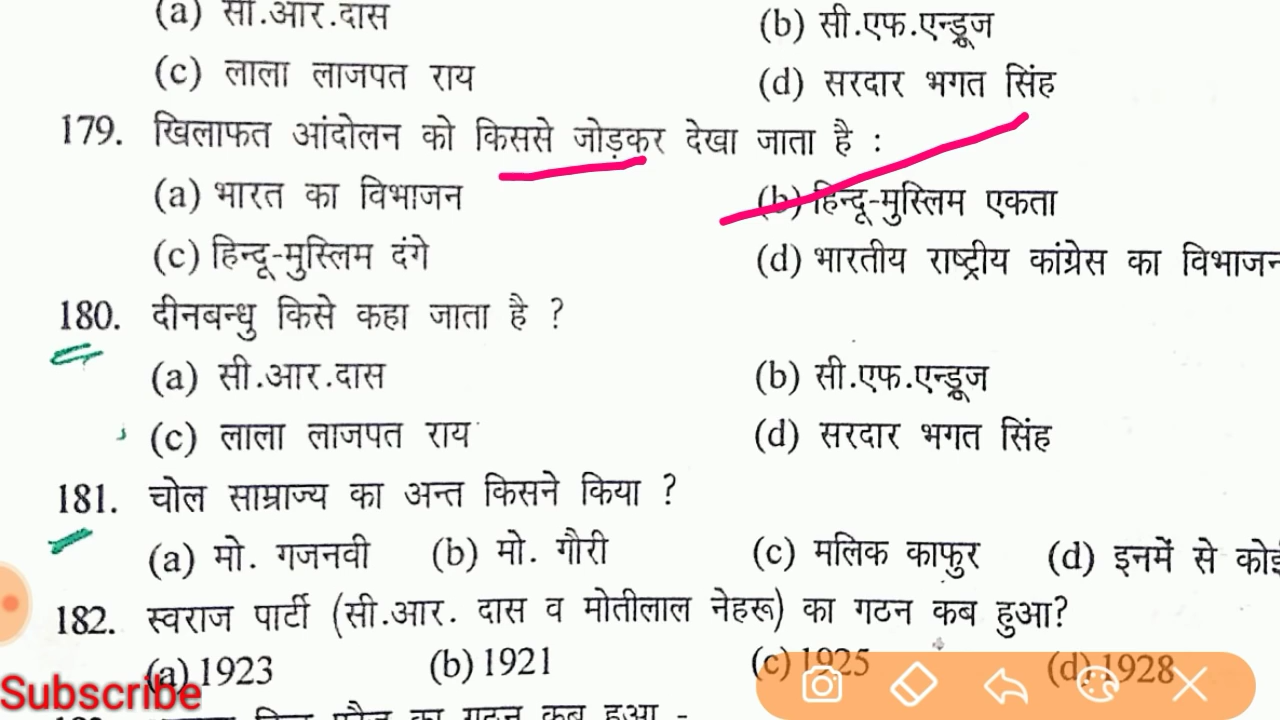 (a) सी.आर.दास (b) सी.एफ.एन्ड्रूज
(c) लाला लाजपत राय (d) सरदार भगत सिंह
179. खिलाफत आंदोलन को किससे जोड़कर देखा जाता है :
(a) भारत का विभाजन (b) हिन्दू-मुस्लिम एकता
(c) हिन्दू-मुस्लिम दंगे (d) भारतीय राष्ट्रीय कांग्रेस का विभाजन
180. दीनबन्धु किसे कहा जाता है ?
(a) सी.आर.दास (b) सी.एफ.एन्ड्रूज
(c) लाला लाजपत राय (d) सरदार भगत सिंह
181. चोल साम्राज्य का अन्त किसने किया ?
(a) मो. गजनवी (b) मो. गौरी (c) मलिक काफुर (d) इनमें से कोई
182. स्वराज पार्टी (सी.आर. दास व मोतीलाल नेहरू) का गठन कब हुआ?
(a) 1923 (b) 1921 (c) 1925 (d) 1928
Subscribe
का गठन कब हुआ -